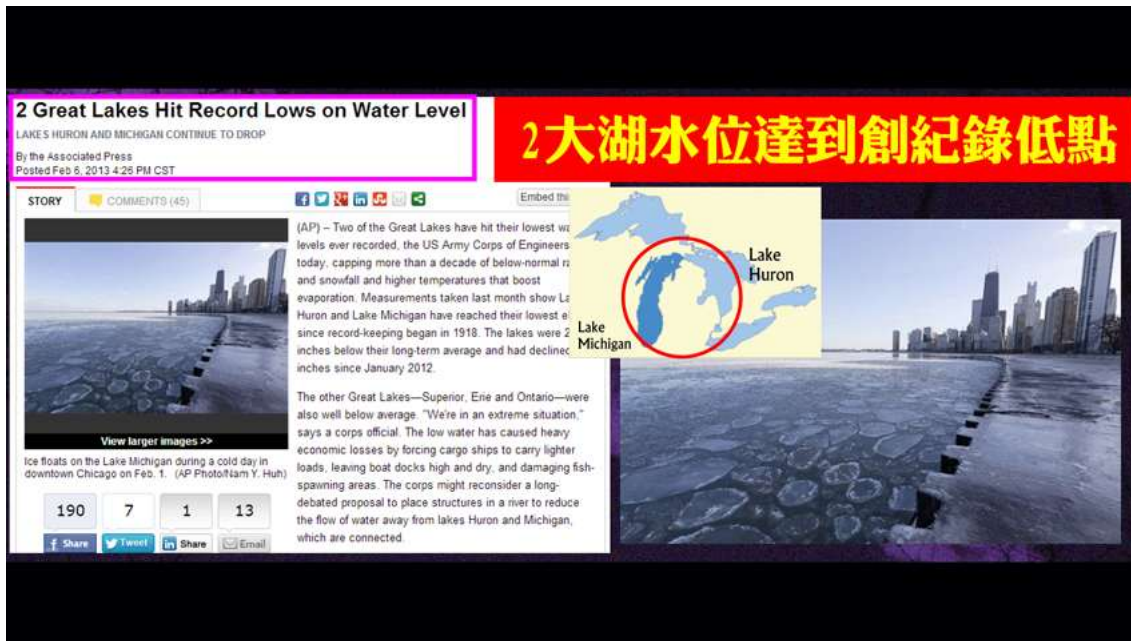 2 Great Lakes Hit Record Lows on Water Level
LAKES HURON AND MICHIGAN CONTINUE TO DROP
By the Associated Press
Posted Feb 6, 2013 4:26 PM CST
2大湖水位達到創紀錄低點
STORY
COMMENTS (45)
Embed
(AP) – Two of the Great Lakes have hit their lowest
levels ever recorded, the US Army Corps of Engineers
today, capping more than a decade of below-normal
and snowfall and higher temperatures that boost
evaporation. Measurements taken last month show
Huron and Lake Michigan have reached their lowest
since record-keeping began in 1918. The lakes were
inches below their long-term average and had declined
inches since January 2012.
The other Great Lakes—Superior, Erie and Ontario—were
also well below average. "We're in an extreme situation,"
says a corps official. The low water has caused heavy
economic losses by forcing cargo ships to carry lighter
loads, leaving boat docks high and dry, and damaging fish-
spawning areas. The corps might reconsider a long-
debated proposal to place structures in a river to reduce
the flow of water away from lakes Huron and Michigan,
which are connected.
View larger images >>
Ice floats on the Lake Michigan during a cold day in
downtown Chicago on Feb. 1. (AP Photo/Nam Y. Huh)
190
7
1
13
Share
Tweet
Share
Email
Lake
Huron
Lake
Michigan